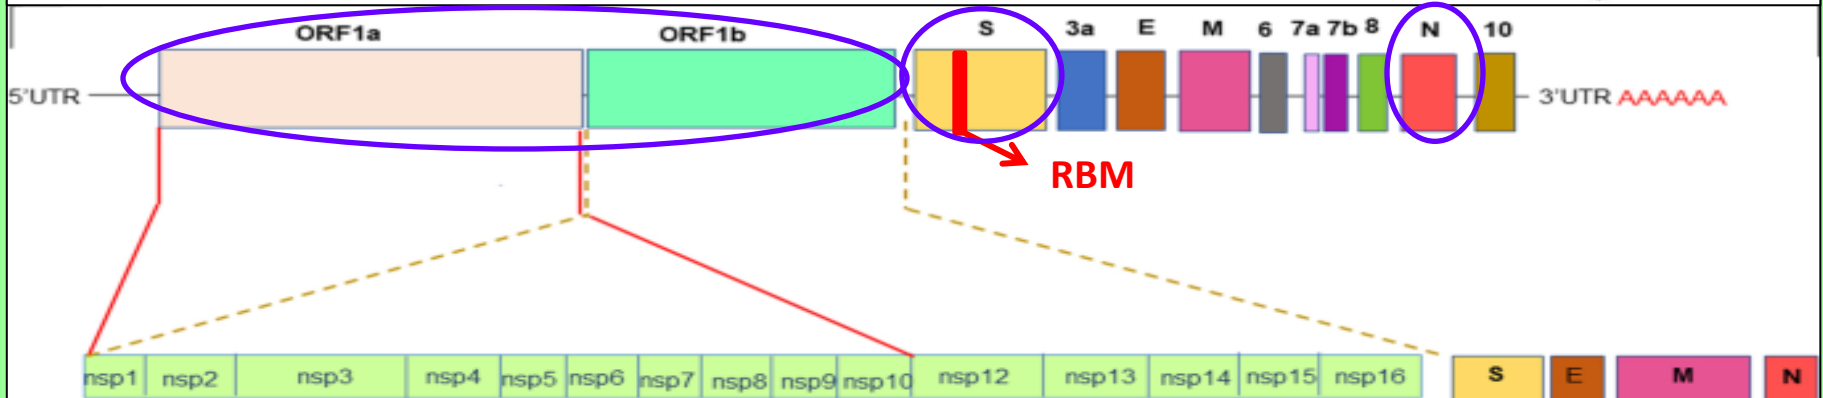 ORF1a ORF1b S 3a E M 6 7a 7b 8 N 10
5'UTR 3'UTR AAAAAA
RBM
nsp1 nsp2 nsp3 nsp4 nsp5 nsp6 nsp7 nsp8 nsp9 nsp10 nsp12 nsp13 nsp14 nsp15 nsp16 S E M N